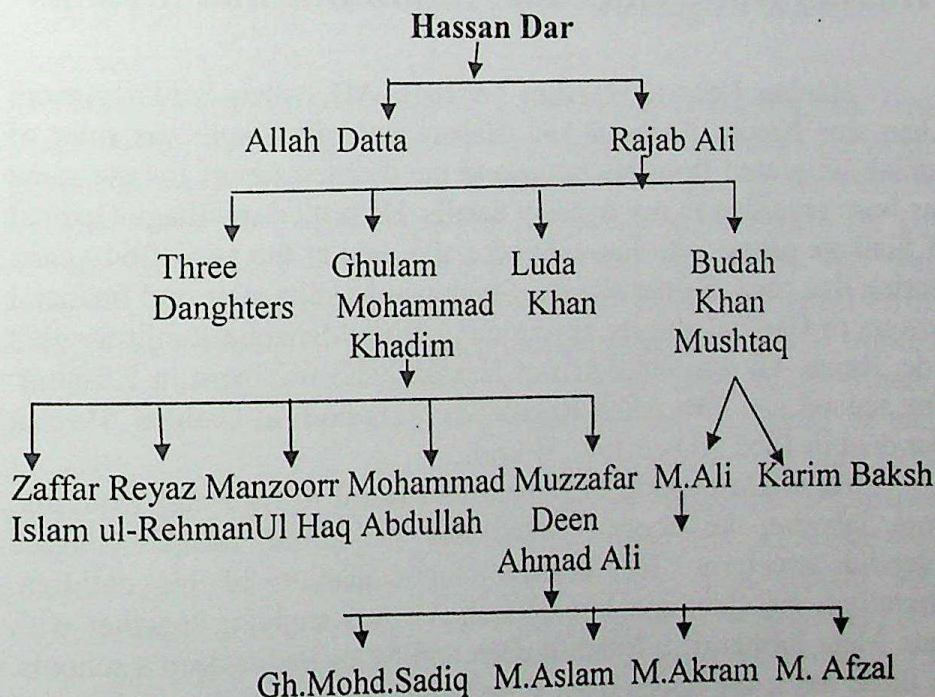 Hassan Dar
Allah Datta Rajab Ali
Three Ghulam Luda Budah
Danghters Mohammad Khan Khan
Khadim Mushtaq
Zaffar Reyaz Manzoorr Mohammad Muzzafar M.Ali Karim Baksh
Islam ul-RehmanUl Haq Abdullah Deen
Ahmad Ali
Gh.Mohd.Sadiq M.Aslam M.Akram M. Afzal